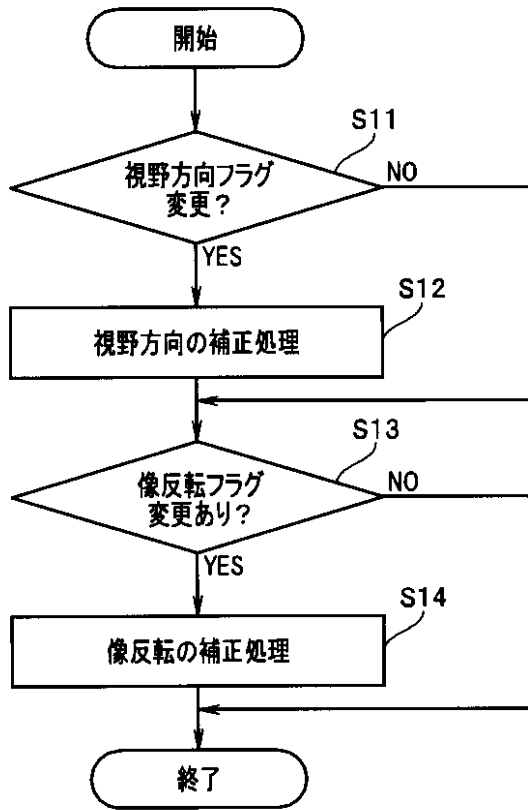 開始
S11
視野方向フラグ
変更？
NO
YES
S12
視野方向の補正処理
S13
像反転フラグ
変更あり？
NO
YES
S14
像反転の補正処理
終了